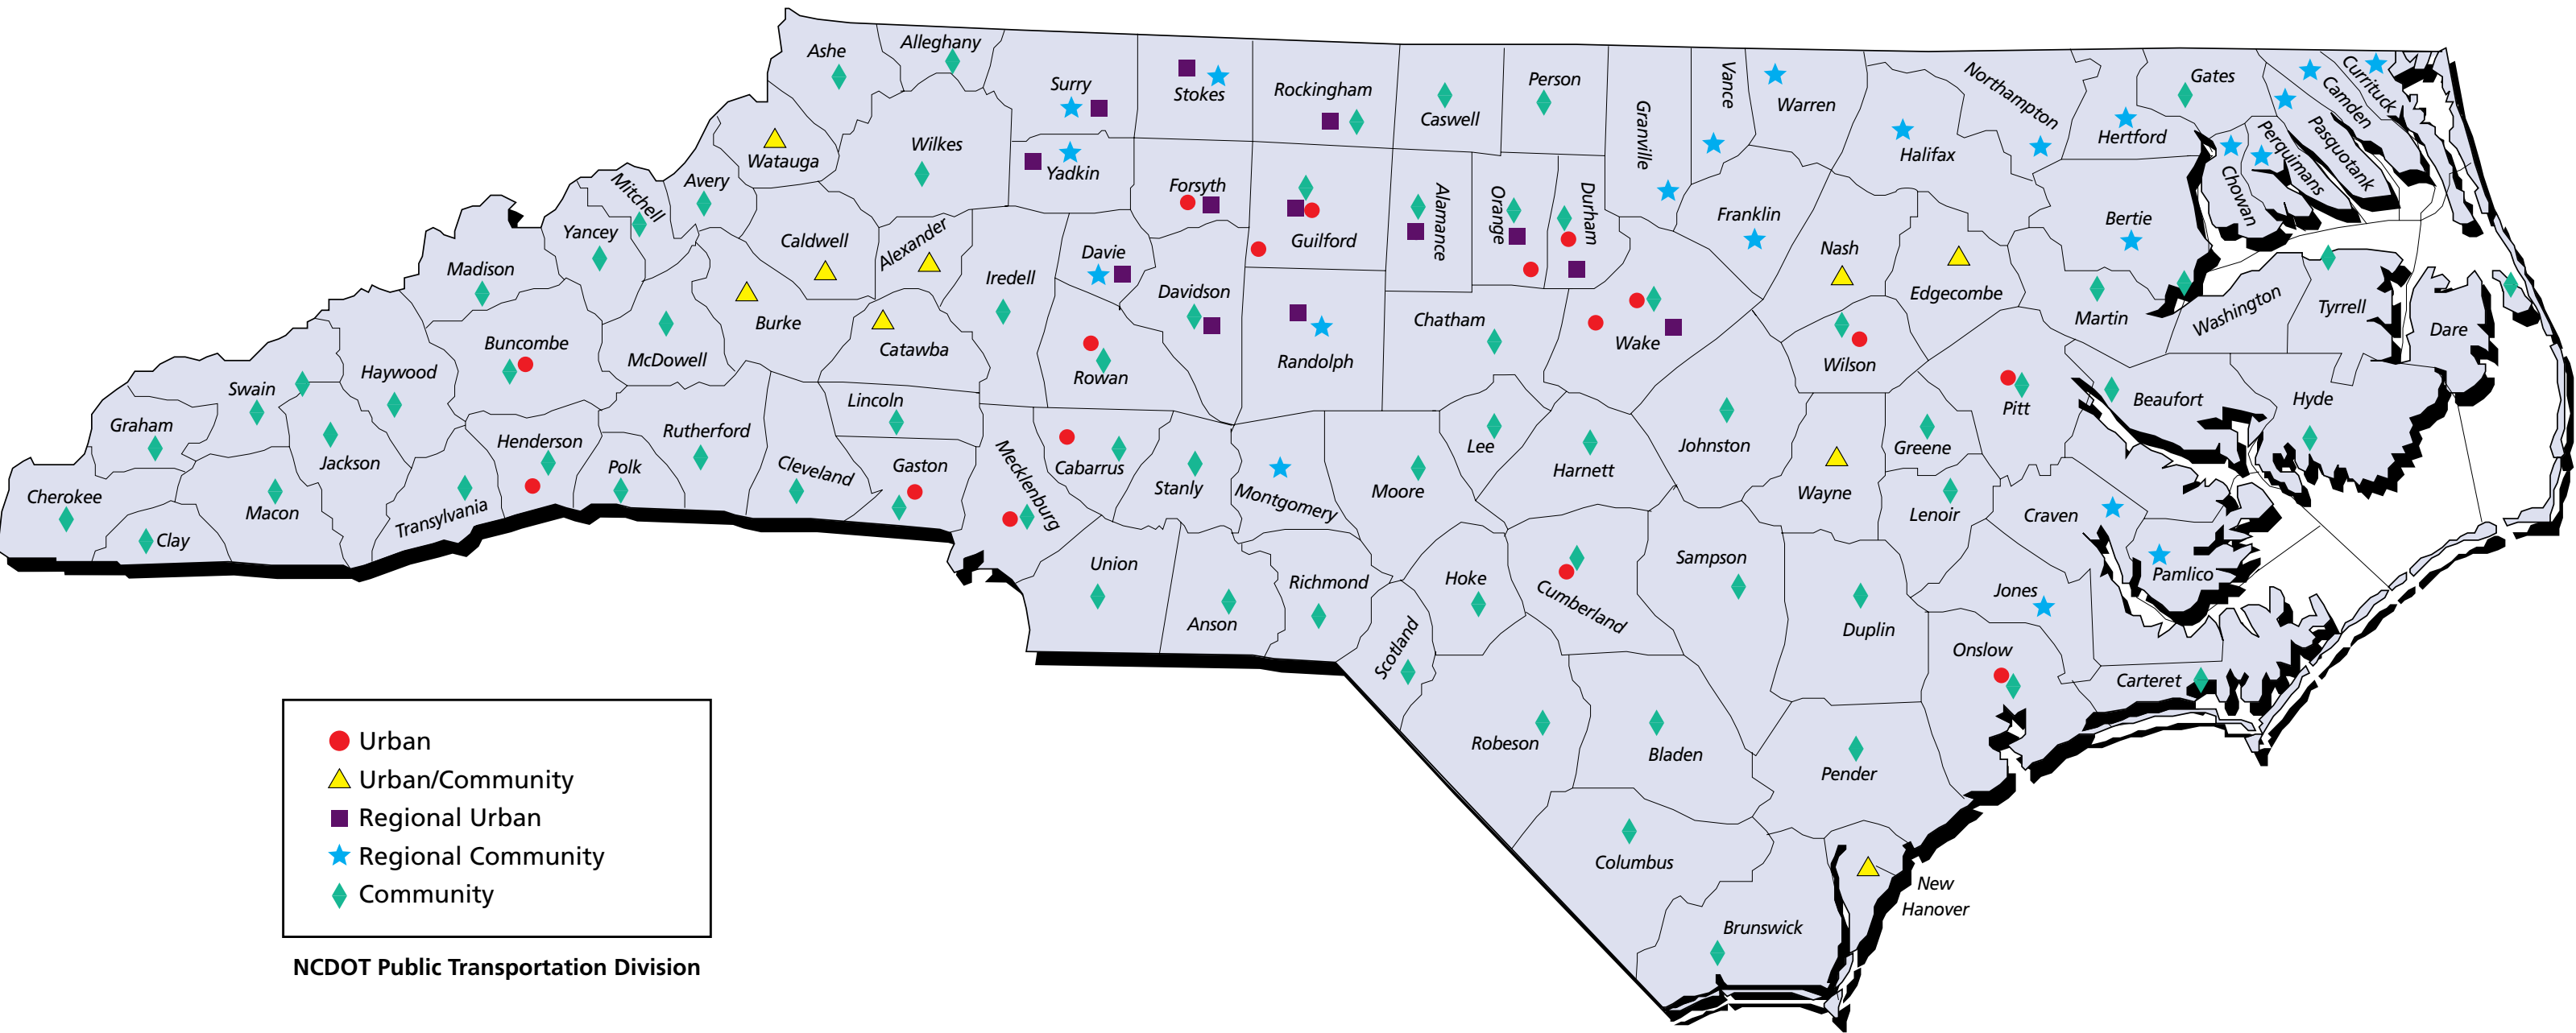 Ashe
Alleghany
Surry
Stokes
Rockingham
Caswell
Person
Granville
Vance
Warren
Northampton
Halifax
Hertford
Gates
Camden
Currituck
Pasquotank
Perquimans
Chowan
Watauga
Wilkes
Yadkin
Forsyth
Guilford
Alamance
Orange
Durham
Franklin
Nash
Edgecombe
Bertie
Mitchell
Avery
Yancey
Madison
Caldwell
Alexander
Iredell
Davie
Davidson
Randolph
Chatham
Wake
Wilson
Martin
Washington
Tyrrell
Dare
Buncombe
McDowell
Burke
Catawba
Rowan
Swain
Haywood
Graham
Jackson
Henderson
Polk
Rutherford
Cleveland
Lincoln
Gaston
Mecklenburg
Cabarrus
Stanly
Montgomery
Moore
Lee
Harnett
Johnston
Wayne
Greene
Pitt
Beaufort
Hyde
Cherokee
Clay
Macon
Transylvania
Union
Anson
Richmond
Scotland
Hoke
Cumberland
Sampson
Duplin
Lenoir
Craven
Jones
Pamlico
Onslow
Carteret
Robeson
Bladen
Pender
Columbus
Brunswick
New
Hanover
Urban
Urban/Community
Regional Urban
Regional Community
Community
NCDOT Public Transportation Division